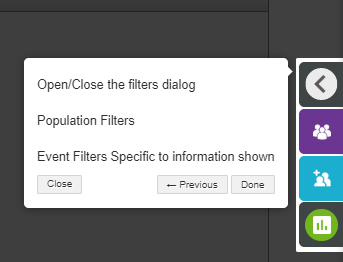 Open/Close the filters dialog
Population Filters
Event Filters Specific to information shown
Close
← Previous
Done